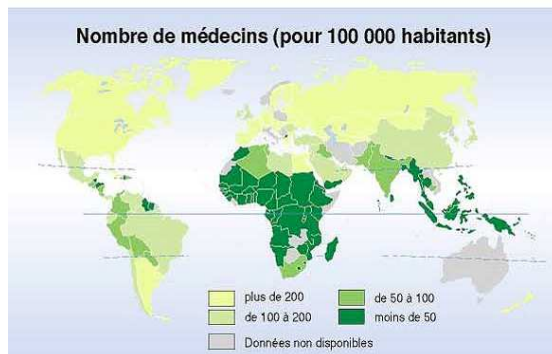 Nombre de médecins (pour 100 000 habitants)
plus de 200
de 50 à 100
de 100 à 200
moins de 50
Données non disponibles